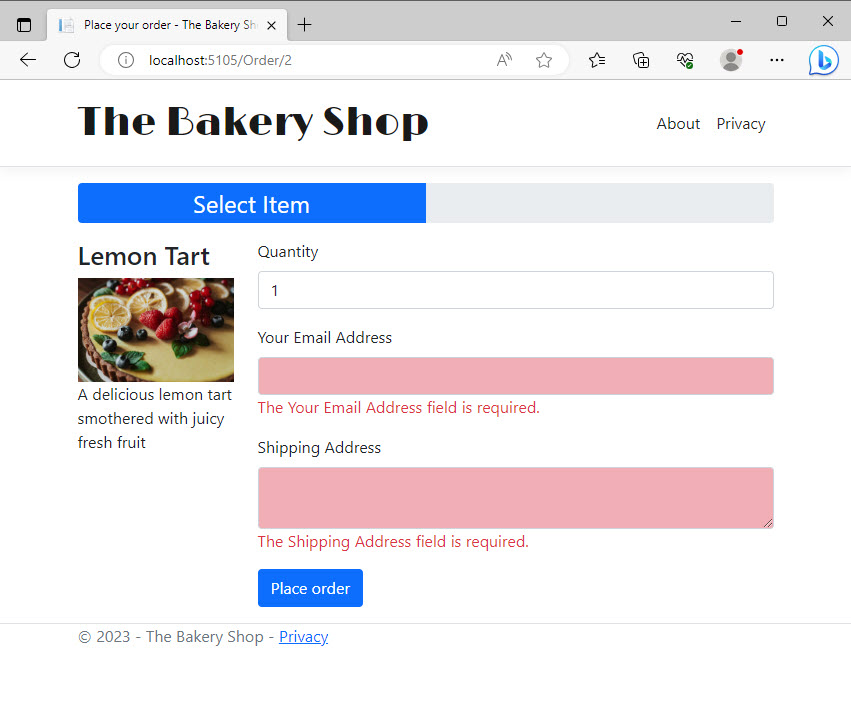 Place your order - The Bakery Sh
localhost:5105/Order/2
The Bakery Shop
About Privacy
Select Item
Lemon Tart
A delicious lemon tart
smothered with juicy
fresh fruit
Quantity
1
Your Email Address
The Your Email Address field is required.
Shipping Address
The Shipping Address field is required.
Place order
© 2023 - The Bakery Shop - Privacy